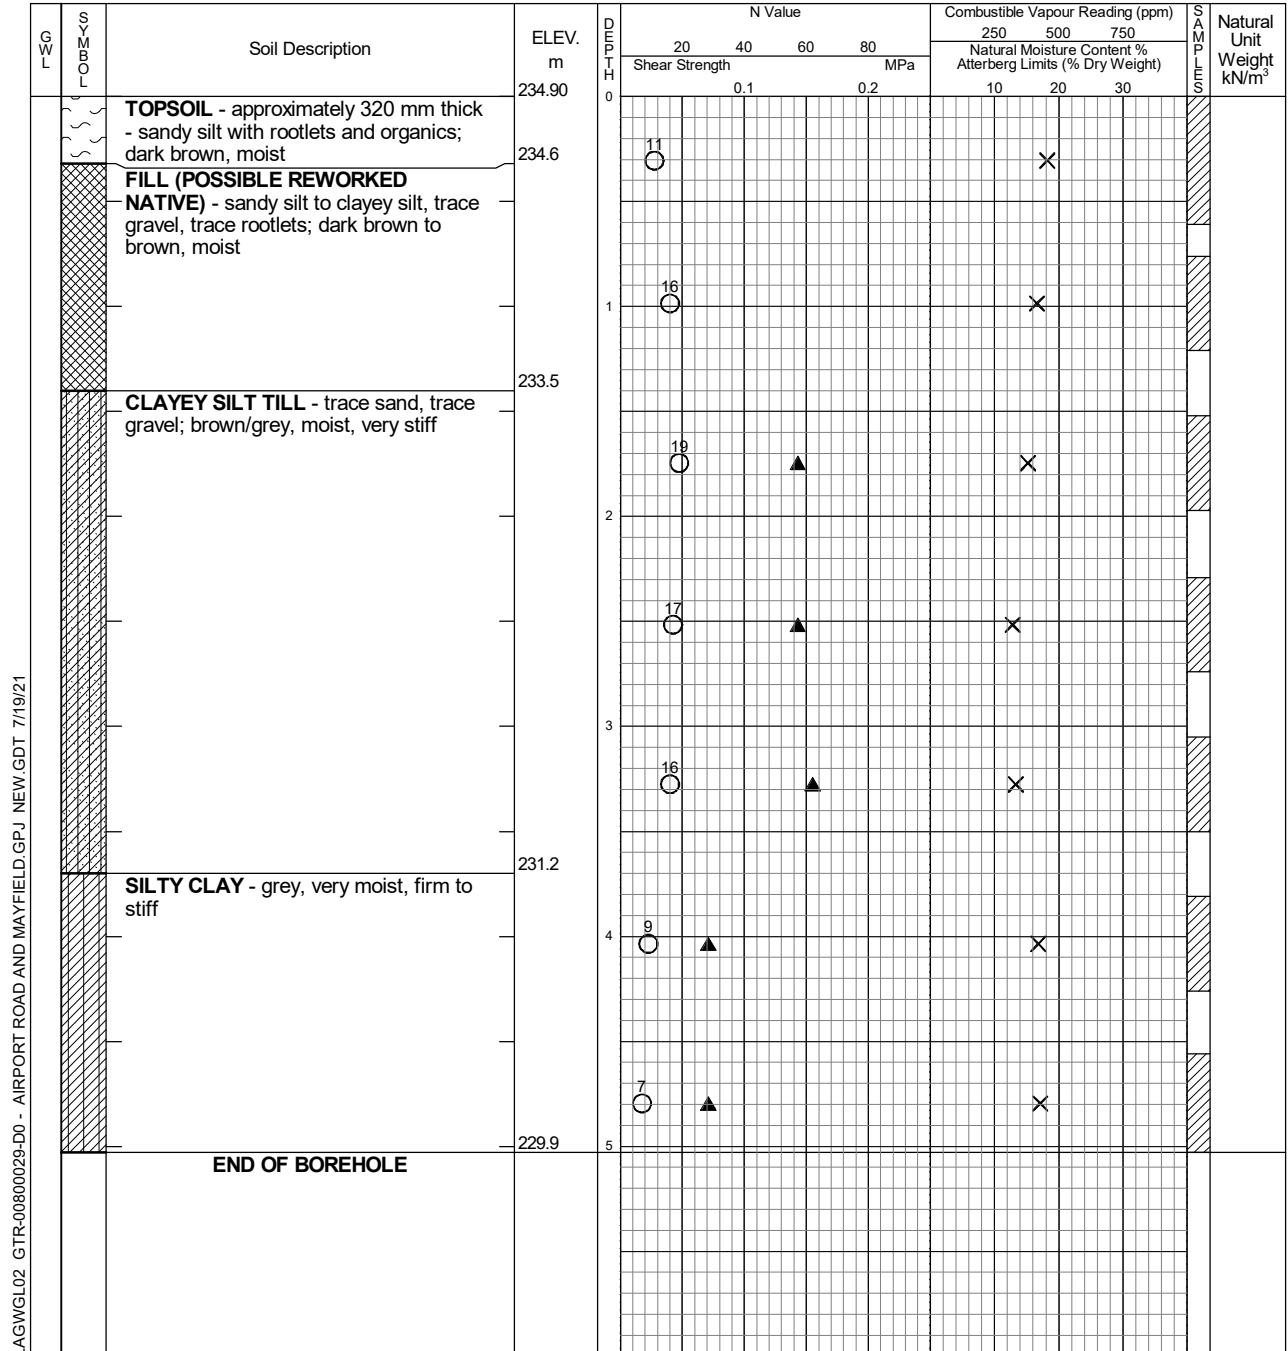 GWL
SYMBOL
Soil Description
ELEV.
m
234.90
DEPTH
N Value
20 40 60 80
Shear Strength MPa
0.1 0.2
Combustible Vapour Reading (ppm)
250 500 750
Natural Moisture Content %
Atterberg Limits (% Dry Weight)
10 20 30
SAMPLES
Natural
Unit
Weight
kN/m³
0
TOPSOIL - approximately 320 mm thick
- sandy silt with rootlets and organics;
dark brown, moist
234.6
11
FILL (POSSIBLE REWORKED
NATIVE) - sandy silt to clayey silt, trace
gravel, trace rootlets; dark brown to
brown, moist
16
1
233.5
CLAYEY SILT TILL - trace sand, trace
gravel; brown/grey, moist, very stiff
19
2
17
3
16
231.2
SILTY CLAY - grey, very moist, firm to
stiff
9
4
7
229.9
5
END OF BOREHOLE
AGWGL02 GTR-00800029-D0 - AIRPORT ROAD AND MAYFIELD.GPJ NEW.GDT 7/19/21